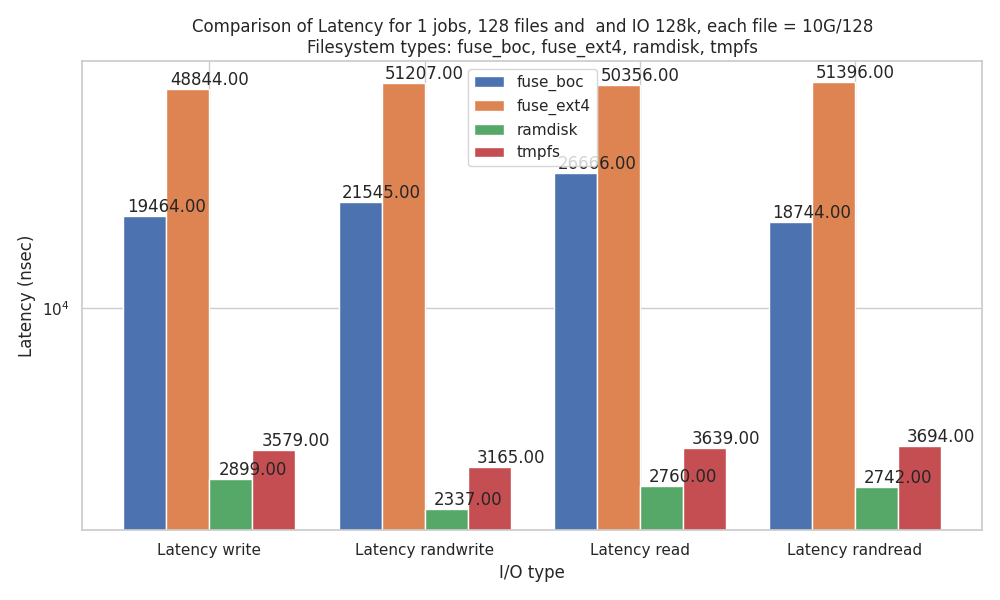 Comparison of Latency for 1 jobs, 128 files and  and IO 128k, each file = 10G/128
Filesystem types: fuse_boc, fuse_ext4, ramdisk, tmpfs
fuse_boc
fuse_ext4
ramdisk
tmpfs
48844.00
51207.00
50356.00
51396.00
19464.00
21545.00
26666.00
18744.00
2899.00
2337.00
2760.00
2742.00
3579.00
3165.00
3639.00
3694.00
Latency (nsec)
10⁴
Latency write
Latency randwrite
Latency read
Latency randread
I/O type